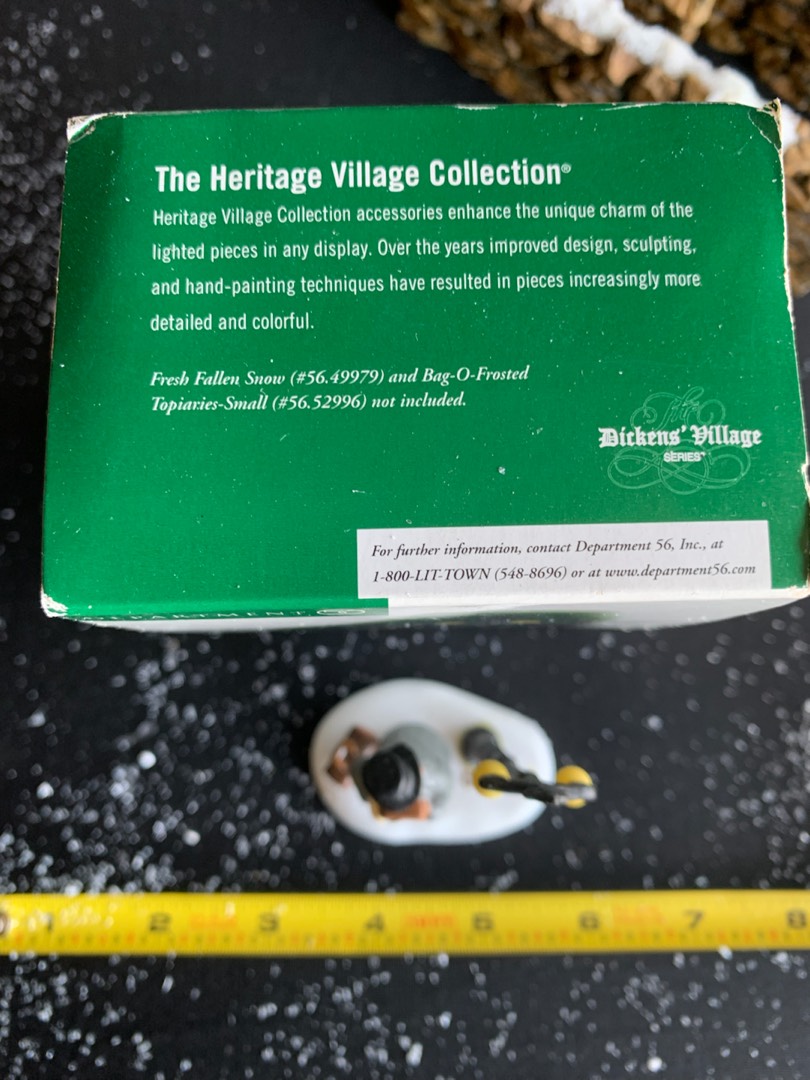 The Heritage Village Collection®
Heritage Village Collection accessories enhance the unique charm of the
lighted pieces in any display. Over the years improved design, sculpting,
and hand-painting techniques have resulted in pieces increasingly more
detailed and colorful.
Fresh Fallen Snow (#56.49979) and Bag-O-Frosted
Topiaries-Small (#56.52996) not included.
The
Dickens' Village
SERIES™
For further information, contact Department 56, Inc., at
1-800-LIT-TOWN (548-8696) or at www.department56.com
1 2 3 4 5 6 7 8